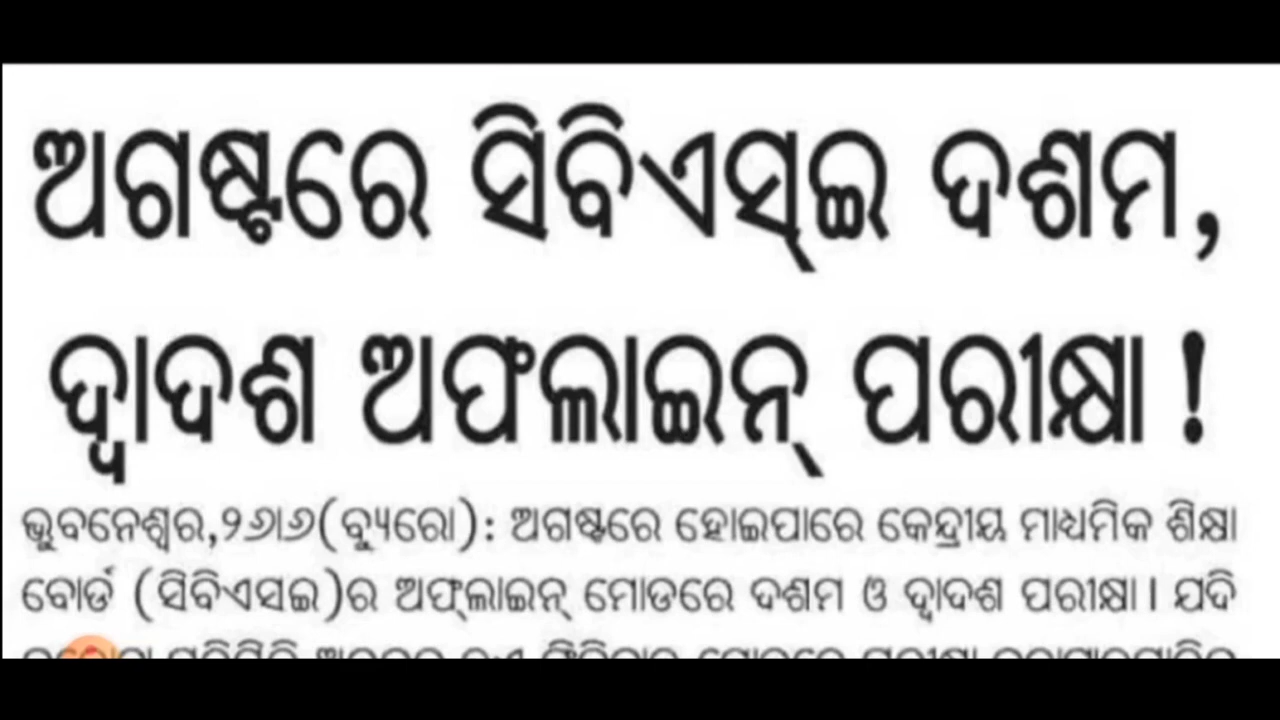 ଅଗଷ୍ଟରେ ସିବିଏସ୍‌ଇ ଦଶମ,
ଦ୍ୱାଦଶ ଅଫଲାଇନ୍ ପରୀକ୍ଷା !
ଭୁବନେଶ୍ୱର,୨୬ା୬(ବ୍ୟୁରୋ): ଅଗଷ୍ଟରେ ହୋଇପାରେ କେନ୍ଦ୍ରୀୟ ମାଧ୍ୟମିକ ଶିକ୍ଷା
ବୋର୍ଡ (ସିବିଏସଇ)ର ଅଫ୍‌ଲାଇନ୍ ମୋଡରେ ଦଶମ ଓ ଦ୍ୱାଦଶ ପରୀକ୍ଷା। ଯଦି